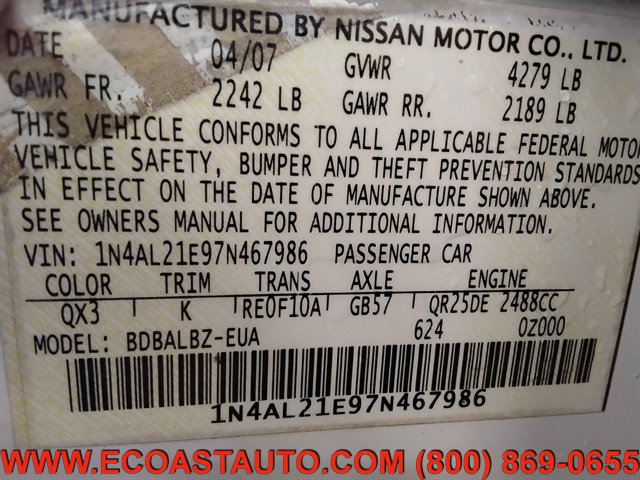 MANUFACTURED BY NISSAN MOTOR CO., LTD.
DATE 04/07 GVWR 4279 LB
GAWR FR. 2242 LB GAWR RR. 2189 LB
THIS VEHICLE CONFORMS TO ALL APPLICABLE FEDERAL MOTOR
VEHICLE SAFETY, BUMPER AND THEFT PREVENTION STANDARDS
IN EFFECT ON THE DATE OF MANUFACTURE SHOWN ABOVE.
SEE OWNERS MANUAL FOR ADDITIONAL INFORMATION.
VIN: 1N4AL21E97N467986 PASSENGER CAR
COLOR TRIM TRANS AXLE ENGINE
QX3 K RE0F10A GB57 QR25DE 2488CC
MODEL: BDBALBZ-EUA 624 0Z000
1N4AL21E97N467986
WWW.ECOASTAUTO.COM (800) 869-0655